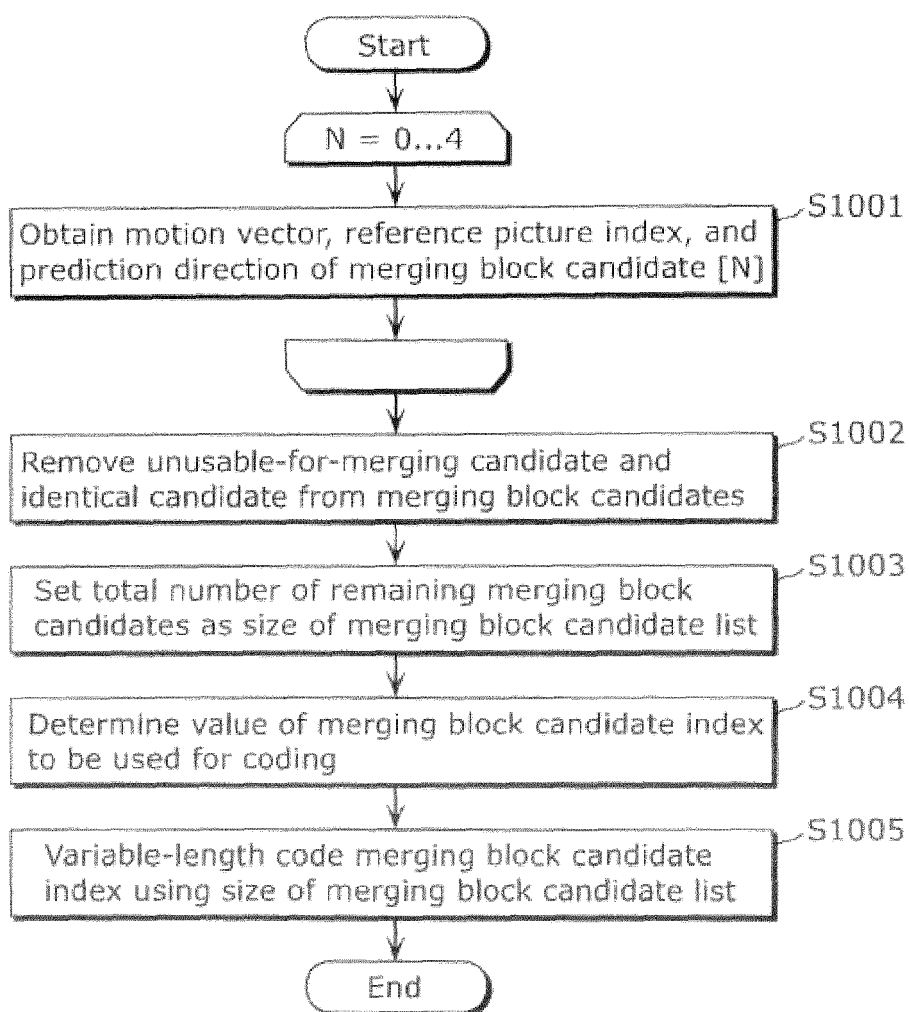 Start
N = 0...4
S1001
Obtain motion vector, reference picture index, and
prediction direction of merging block candidate [N]
S1002
Remove unusable-for-merging candidate and
identical candidate from merging block candidates
S1003
Set total number of remaining merging block
candidates as size of merging block candidate list
S1004
Determine value of merging block candidate index
to be used for coding
S1005
Variable-length code merging block candidate
index using size of merging block candidate list
End